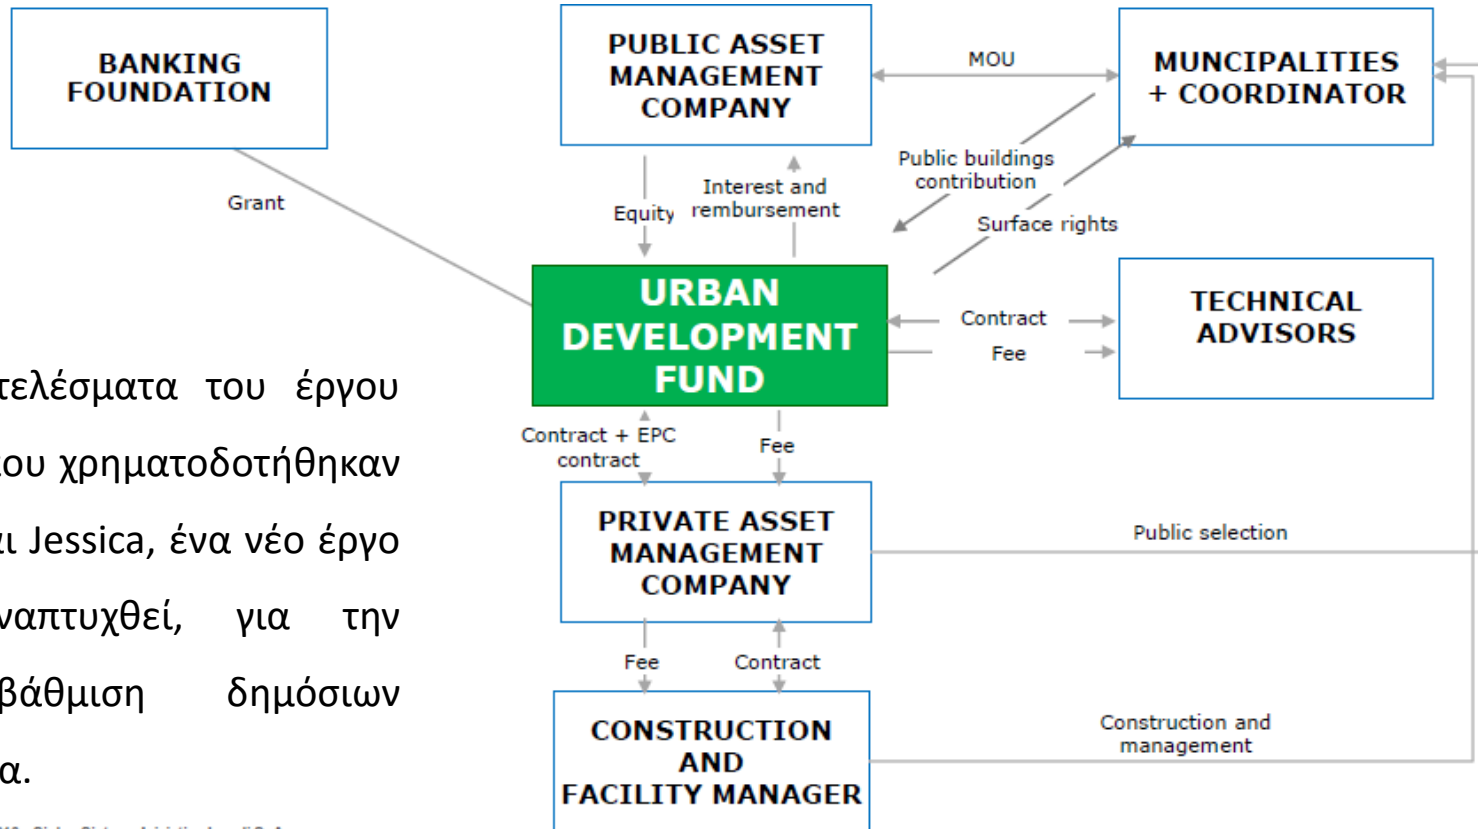 BANKING
FOUNDATION
PUBLIC ASSET
MANAGEMENT
COMPANY
MOU
MUNCIPALITIES
+ COORDINATOR
Grant
Equity
Interest and
rembursement
Public buildings
contribution
Surface rights
URBAN
DEVELOPMENT
FUND
Contract
Fee
TECHNICAL
ADVISORS
Contract + EPC
contract
Fee
PRIVATE ASSET
MANAGEMENT
COMPANY
Public selection
Fee
Contract
CONSTRUCTION
AND
FACILITY MANAGER
Construction and
management
τελέσματα του έργου
που χρηματοδοτήθηκαν
αι Jessica, ένα νέο έργο
ναπτυχθεί, για την
βάθμιση δημόσιων
α.